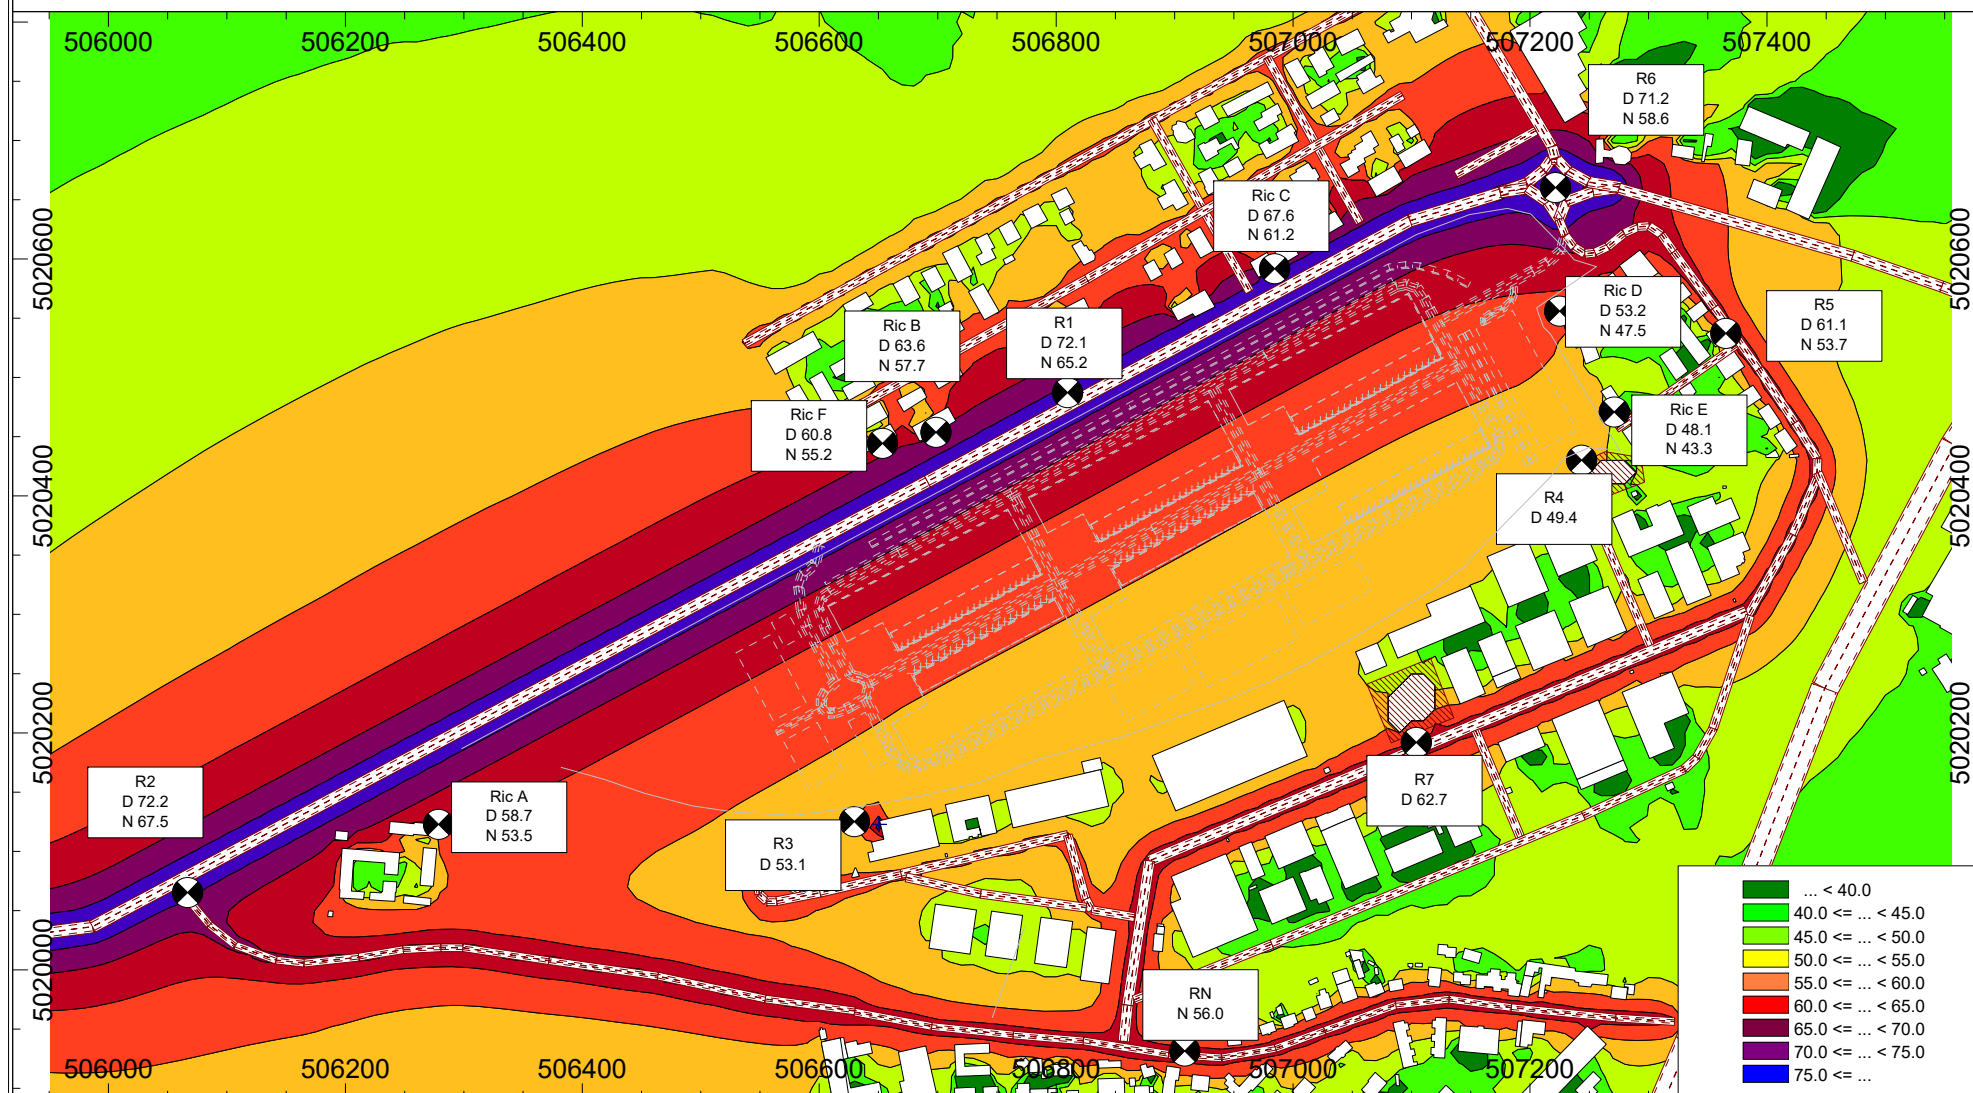 506000 506200 506400 506600 506800 507000 507200 507400
R6
D 71.2
N 58.6
Ric C
D 67.6
N 61.2
5020600
5020600
Ric D
D 53.2
N 47.5
R5
D 61.1
N 53.7
Ric B
D 63.6
N 57.7
R1
D 72.1
N 65.2
Ric F
D 60.8
N 55.2
Ric E
D 48.1
N 43.3
5020400
5020400
R4
D 49.4
5020200
5020200
R2
D 72.2
N 67.5
Ric A
D 58.7
N 53.5
R7
D 62.7
R3
D 53.1
5020000
RN
N 56.0
... < 40.0
40.0 <= ... < 45.0
45.0 <= ... < 50.0
50.0 <= ... < 55.0
55.0 <= ... < 60.0
60.0 <= ... < 65.0
65.0 <= ... < 70.0
70.0 <= ... < 75.0
75.0 <= ...
506000 506200 506400 506600 506800 507000 507200